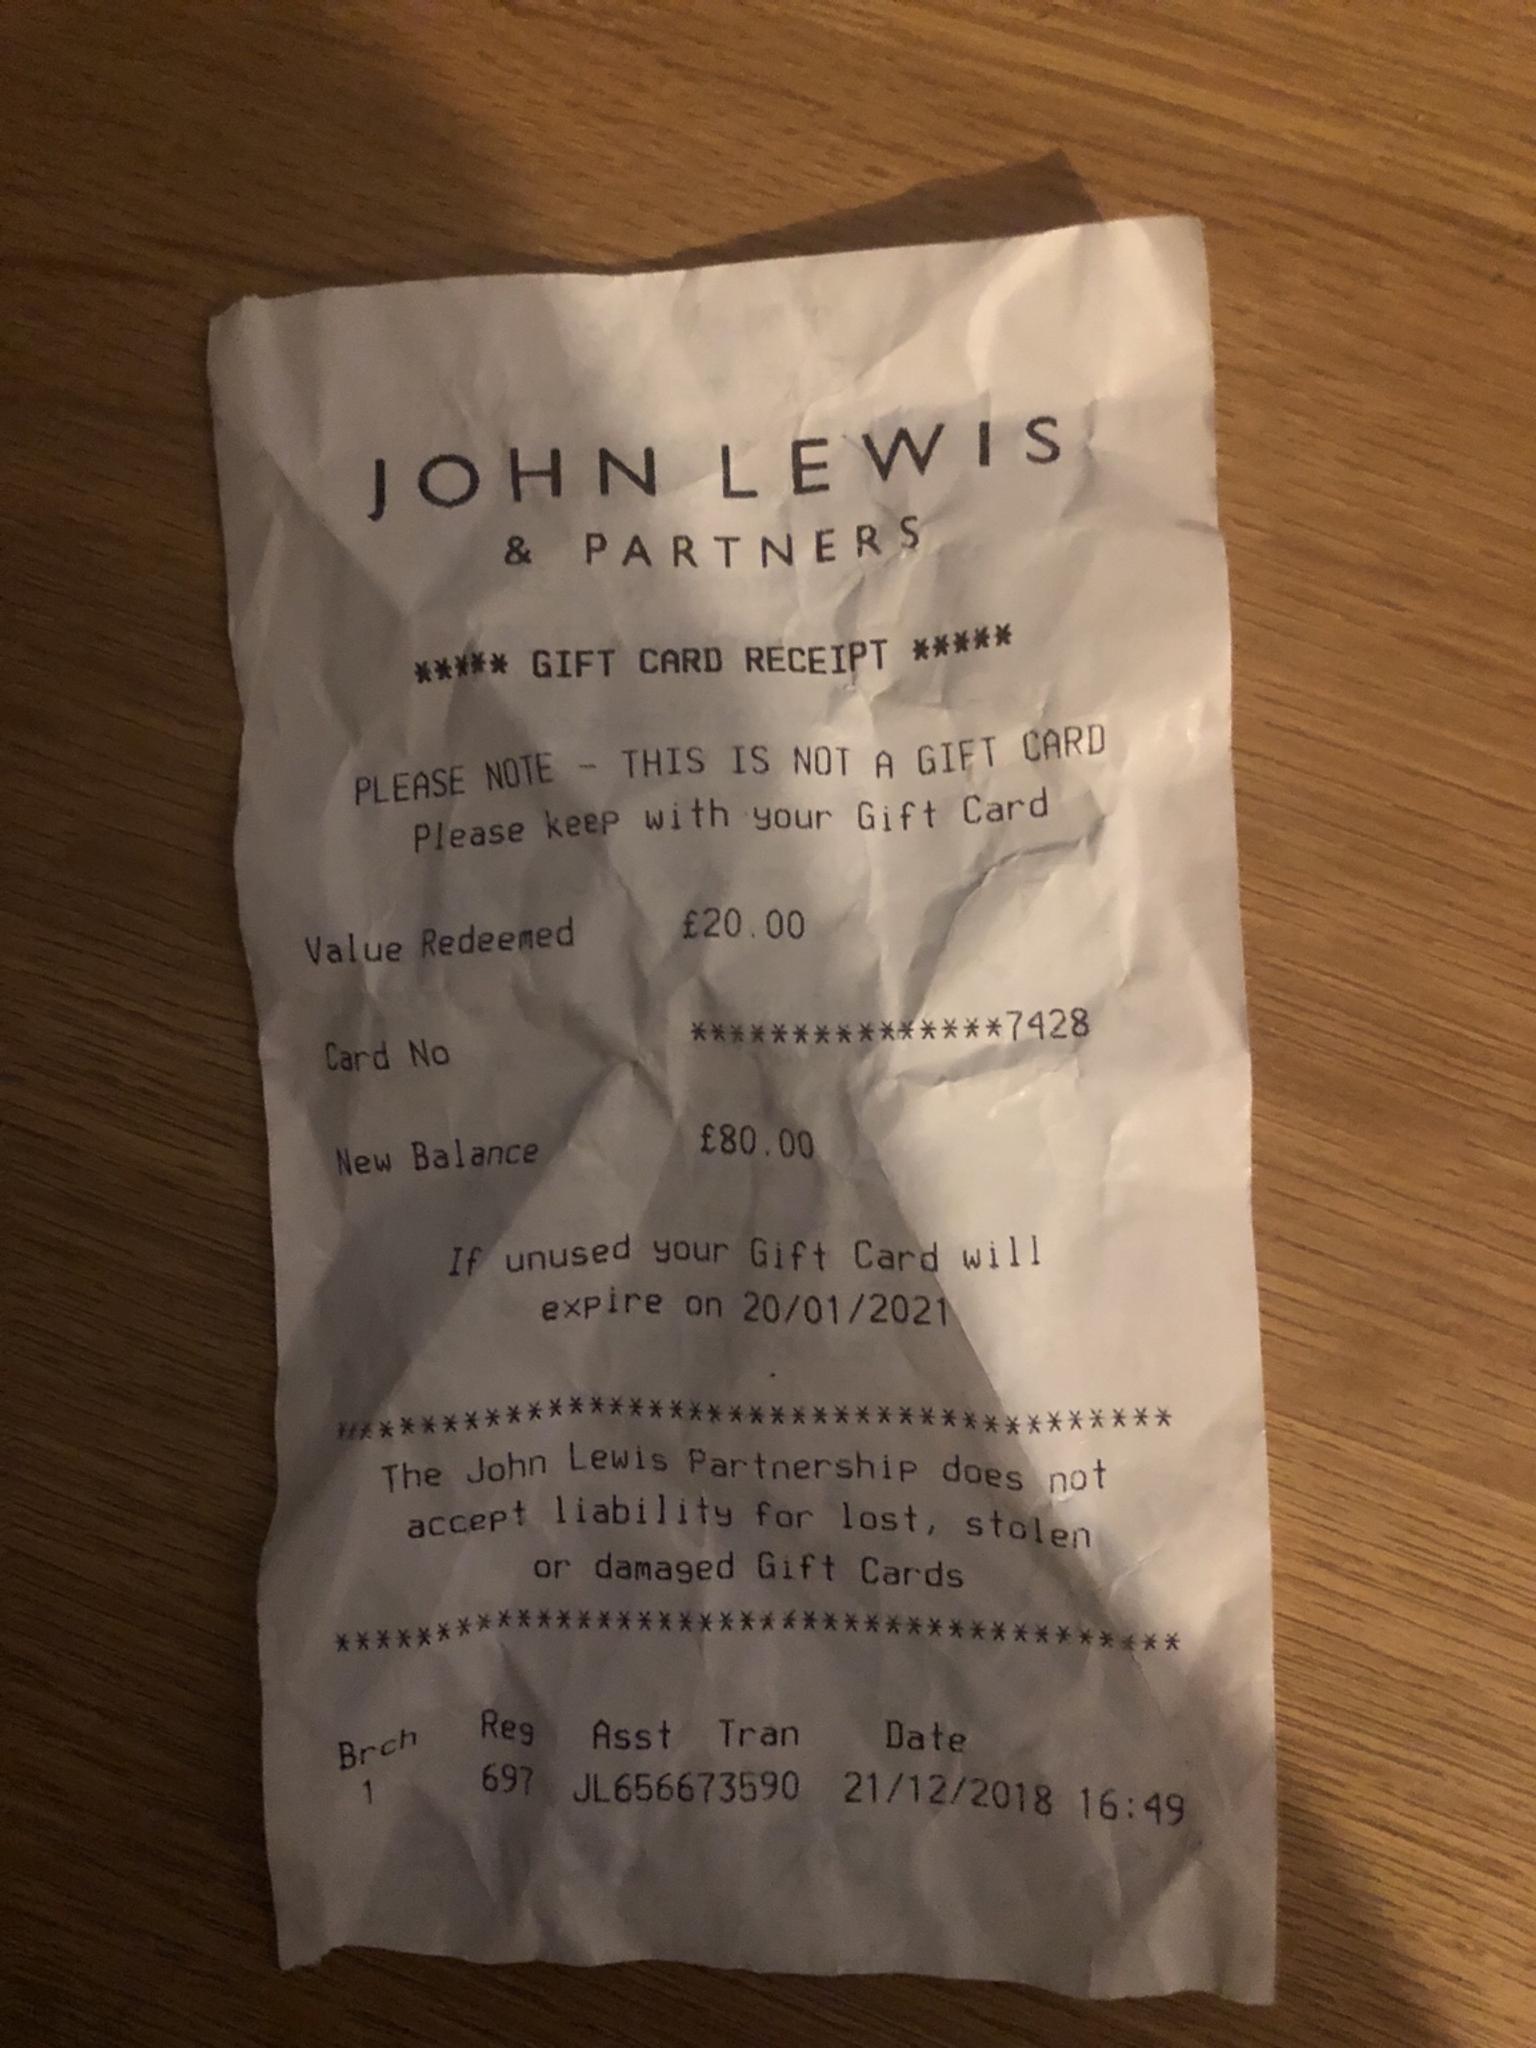 JOHN LEWIS
& PARTNERS
***** GIFT CARD RECEIPT *****
PLEASE NOTE - THIS IS NOT A GIFT CARD
Please keep with your Gift Card
Value Redeemed £20.00
Card No ***************7428
New Balance £80.00
If unused your Gift Card will
expire on 20/01/2021
****************************************
The John Lewis Partnership does not
accept liability for lost, stolen
or damaged Gift Cards
****************************************
Brch Reg Asst Tran Date
1 697 JL656673590 21/12/2018 16:49